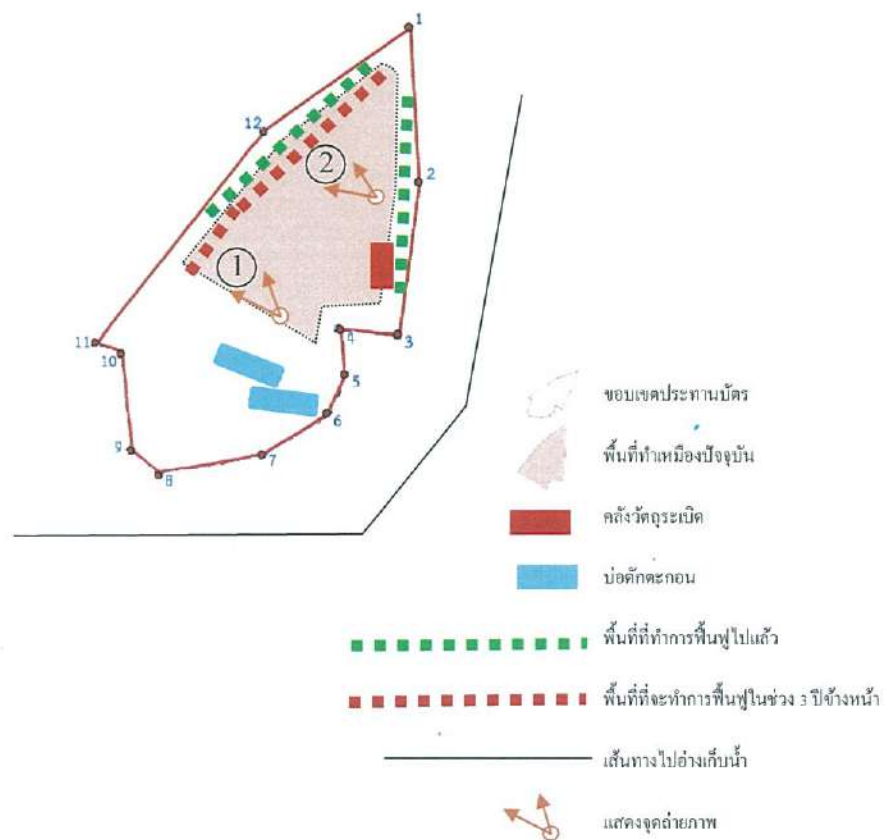 1
12
2
②
①
11
10
4
3
5
6
9
7
8
ขอบเขตประทานบัตร
พื้นที่ทำเหมืองปัจจุบัน
คลังวัตถุระเบิด
บ่อดักตะกอน
พื้นที่ที่ทำการฟื้นฟูไปแล้ว
พื้นที่ที่จะทำการฟื้นฟูในช่วง 3 ปีข้างหน้า
เส้นทางไปอ่างเก็บน้ำ
แสดงจุดถ่ายภาพ